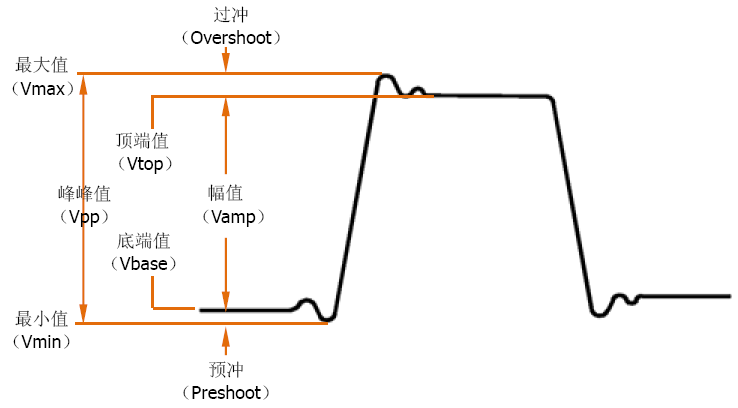 过冲
（Overshoot）
最大值
（Vmax）
顶端值
（Vtop）
峰峰值
（Vpp）
幅值
（Vamp）
底端值
（Vbase）
最小值
（Vmin）
预冲
（Preshoot）